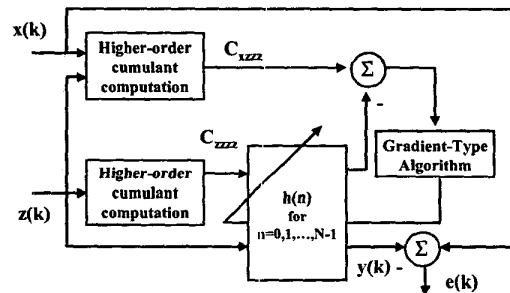 x(k)
Higher-order
cumulant
computation
C_xzzz
Σ
-
Gradient-Type
Algorithm
C_zzzz
Higher-order
cumulant
computation
z(k)
h(n)
for
n=0,1,...,N-1
y(k) -
Σ
e(k)